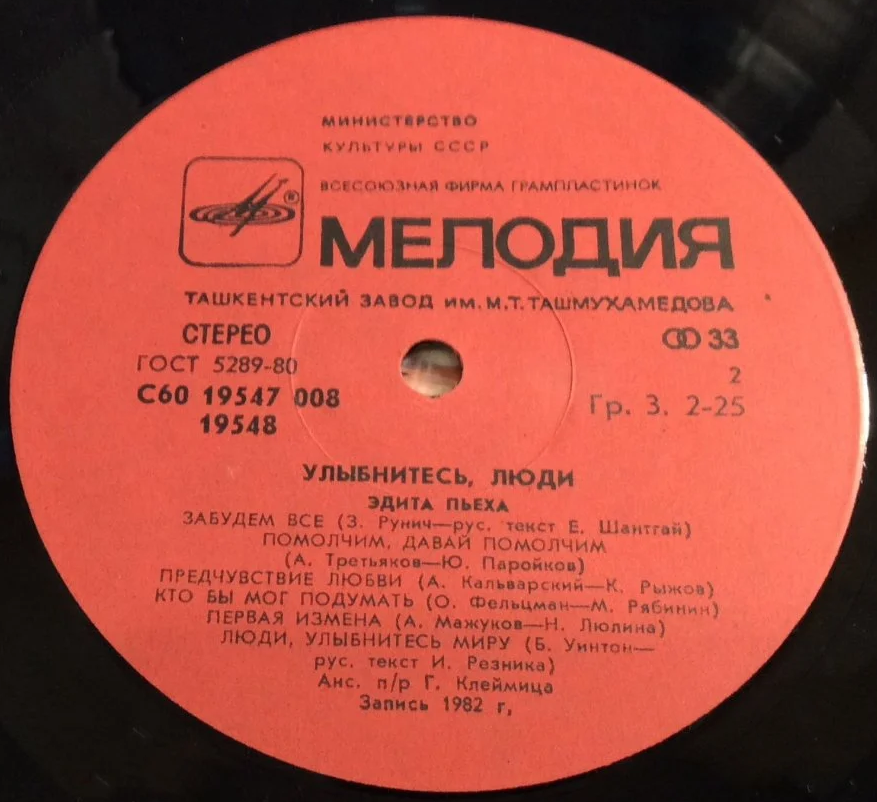 МИНИСТЕРСТВО
КУЛЬТУРЫ СССР
ВСЕСОЮЗНАЯ ФИРМА ГРАМПЛАСТИНОК
®
МЕЛОДИЯ
ТАШКЕНТСКИЙ ЗАВОД ИМ. М.Т. ТАШМУХАМЕДОВА
СТЕРЕО
33
ГОСТ 5289-80
2
С60 19547 008
Гр. 3. 2-25
19548
УЛЫБНИТЕСЬ, ЛЮДИ
ЭДИТА ПЬЕХА
ЗАБУДЕМ ВСЕ (З. Рунич—рус. текст Е. Шантгай)
ПОМОЛЧИМ, ДАВАЙ ПОМОЛЧИМ
(А. Третьяков—Ю. Паройков)
ПРЕДЧУВСТВИЕ ЛЮБВИ (А. Кальварский—К. Рыжов)
КТО БЫ МОГ ПОДУМАТЬ (О. Фельцман—М. Рябинин)
ПЕРВАЯ ИЗМЕНА (А. Мажуков—Н. Люлина)
ЛЮДИ, УЛЫБНИТЕСЬ МИРУ (Б. Уинтон—
рус. текст И. Резника)
Анс. п/р Г. Клеймица
Запись 1982 г,